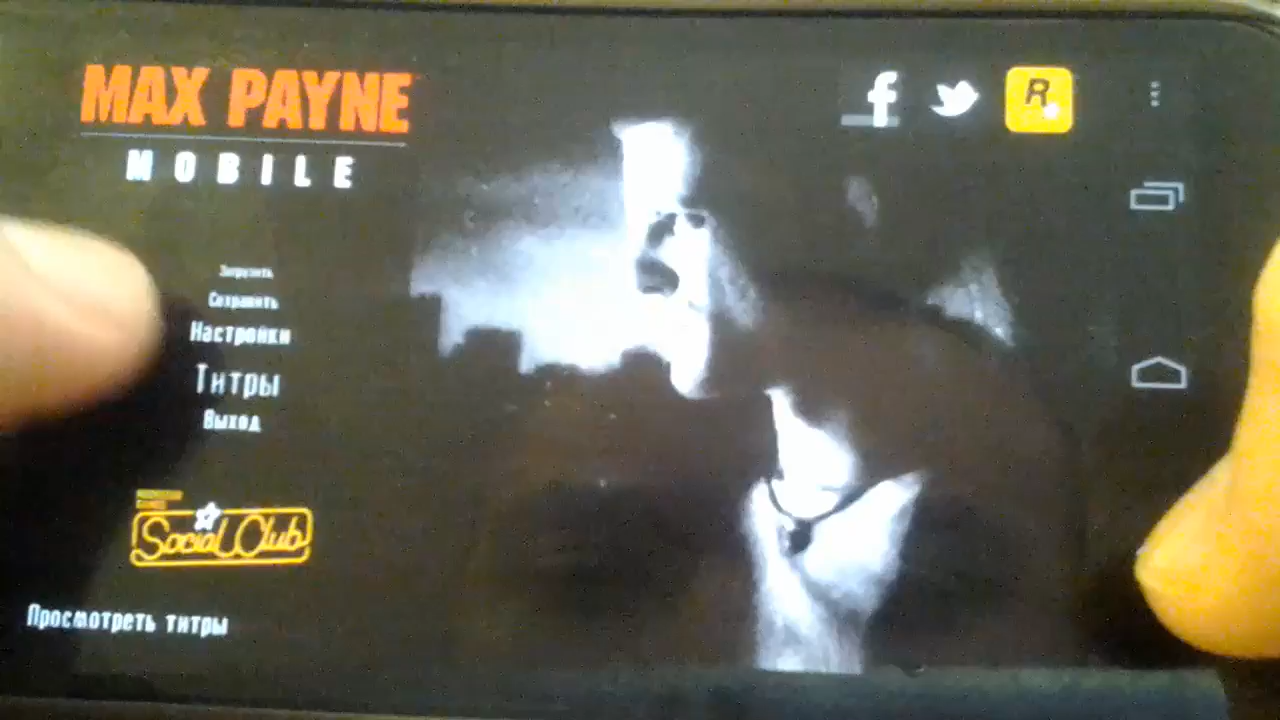 MAX PAYNE
MOBILE
R
Загрузить
Сохранить
Настройки
Титры
Выход
Social Club
Просмотреть титры